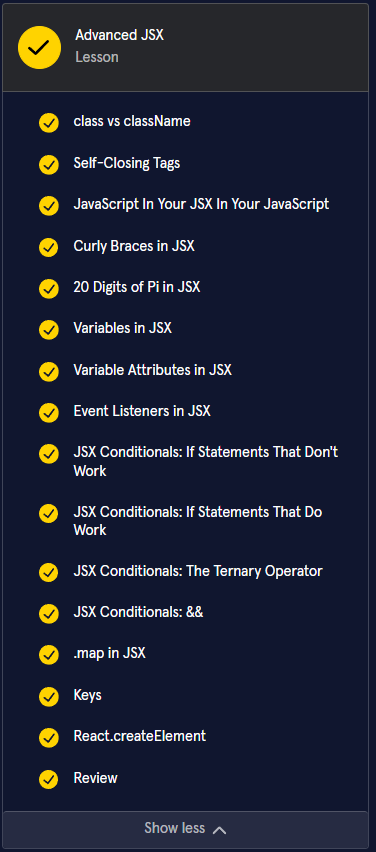 Advanced JSX
Lesson
class vs className
Self-Closing Tags
JavaScript In Your JSX In Your JavaScript
Curly Braces in JSX
20 Digits of Pi in JSX
Variables in JSX
Variable Attributes in JSX
Event Listeners in JSX
JSX Conditionals: If Statements That Don't
Work
JSX Conditionals: If Statements That Do
Work
JSX Conditionals: The Ternary Operator
JSX Conditionals: &&
.map in JSX
Keys
React.createElement
Review
Show less